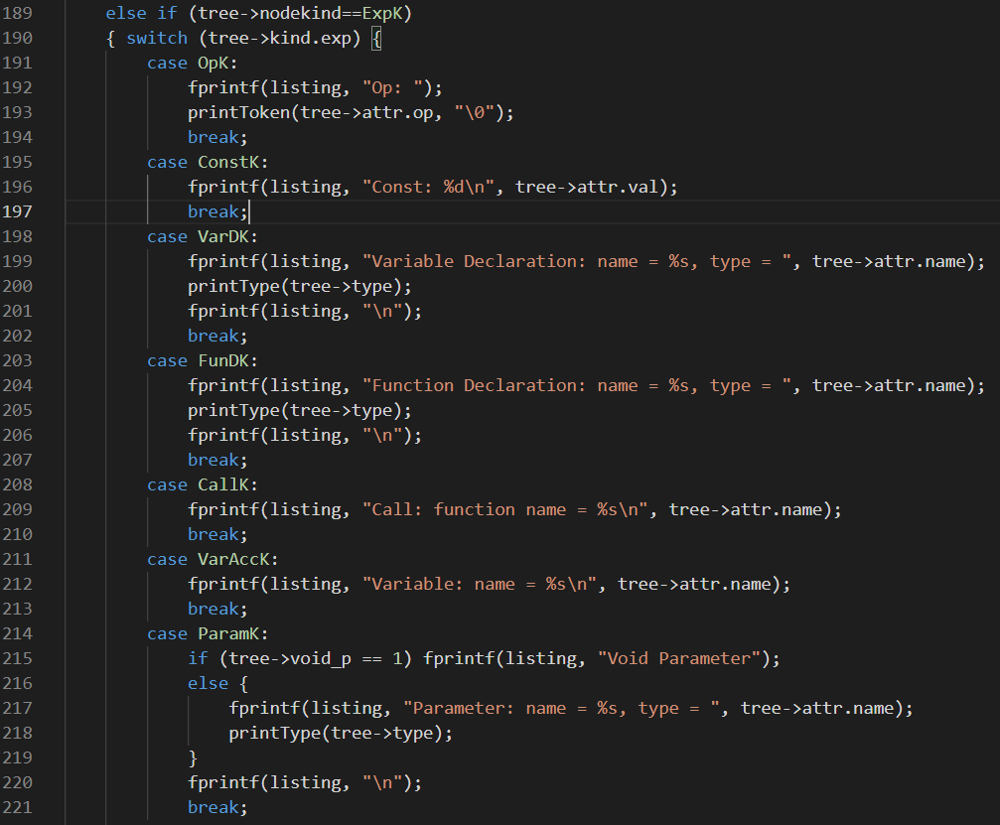 189 else if (tree->nodekind==ExpK)
190 { switch (tree->kind.exp) {
191 case OpK:
192 fprintf(listing, "Op: ");
193 printToken(tree->attr.op, "\0");
194 break;
195 case ConstK:
196 fprintf(listing, "Const: %d\n", tree->attr.val);
197 break;
198 case VarDK:
199 fprintf(listing, "Variable Declaration: name = %s, type = ", tree->attr.name);
200 printType(tree->type);
201 fprintf(listing, "\n");
202 break;
203 case FunDK:
204 fprintf(listing, "Function Declaration: name = %s, type = ", tree->attr.name);
205 printType(tree->type);
206 fprintf(listing, "\n");
207 break;
208 case CallK:
209 fprintf(listing, "Call: function name = %s\n", tree->attr.name);
210 break;
211 case VarAccK:
212 fprintf(listing, "Variable: name = %s\n", tree->attr.name);
213 break;
214 case ParamK:
215 if (tree->void_p == 1) fprintf(listing, "Void Parameter");
216 else {
217 fprintf(listing, "Parameter: name = %s, type = ", tree->attr.name);
218 printType(tree->type);
219 }
220 fprintf(listing, "\n");
221 break;